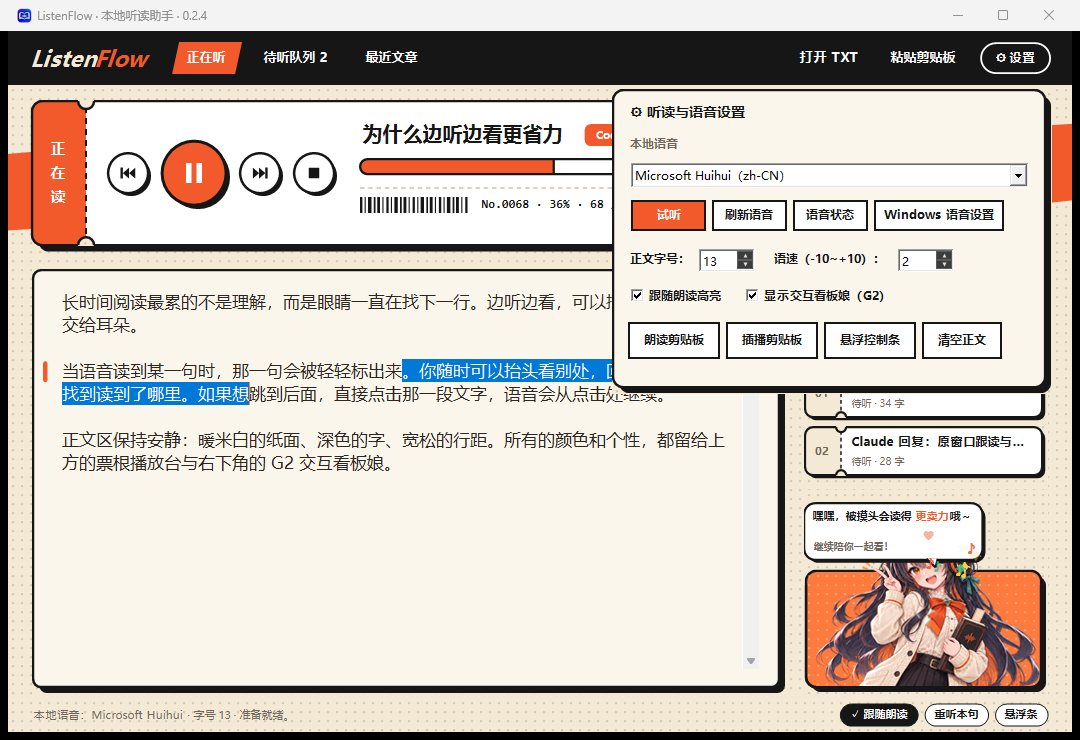 ListenFlow · 本地听读助手 · 0.2.4
ListenFlow
正在听
待听队列 2
最近文章
打开 TXT
粘贴剪贴板
⚙ 设置
正在读
为什么边听边看更省力
No.0068 · 36% · 68
⚙ 听读与语音设置
本地语音
Microsoft Huihui（zh-CN）
试听
刷新语音
语音状态
Windows 语音设置
正文字号：
13
语速（-10~+10）：
2
跟随朗读高亮
显示交互看板娘（G2）
朗读剪贴板
插播剪贴板
悬浮控制条
清空正文
长时间阅读最累的不是理解，而是眼睛一直在找下一行。边听边看，可以
交给耳朵。
当语音读到某一句时，那一句会被轻轻标出来。你随时可以抬头看别处，
找到读到了哪里。如果想跳到后面，直接点击那一段文字，语音会从点击处继续。
正文区保持安静：暖米白的纸面、深色的字、宽松的行距。所有的颜色和个性，都留给上
方的票根播放台与右下角的 G2 交互看板娘。
待听 · 34 字
02
Claude 回复：原窗口跟读与...
待听 · 28 字
嘿嘿，被摸头会读得 更卖力哦~
继续陪你一起看！
本地语音： Microsoft Huihui · 字号 13 · 准备就绪。
✓ 跟随朗读
重听本句
悬浮条